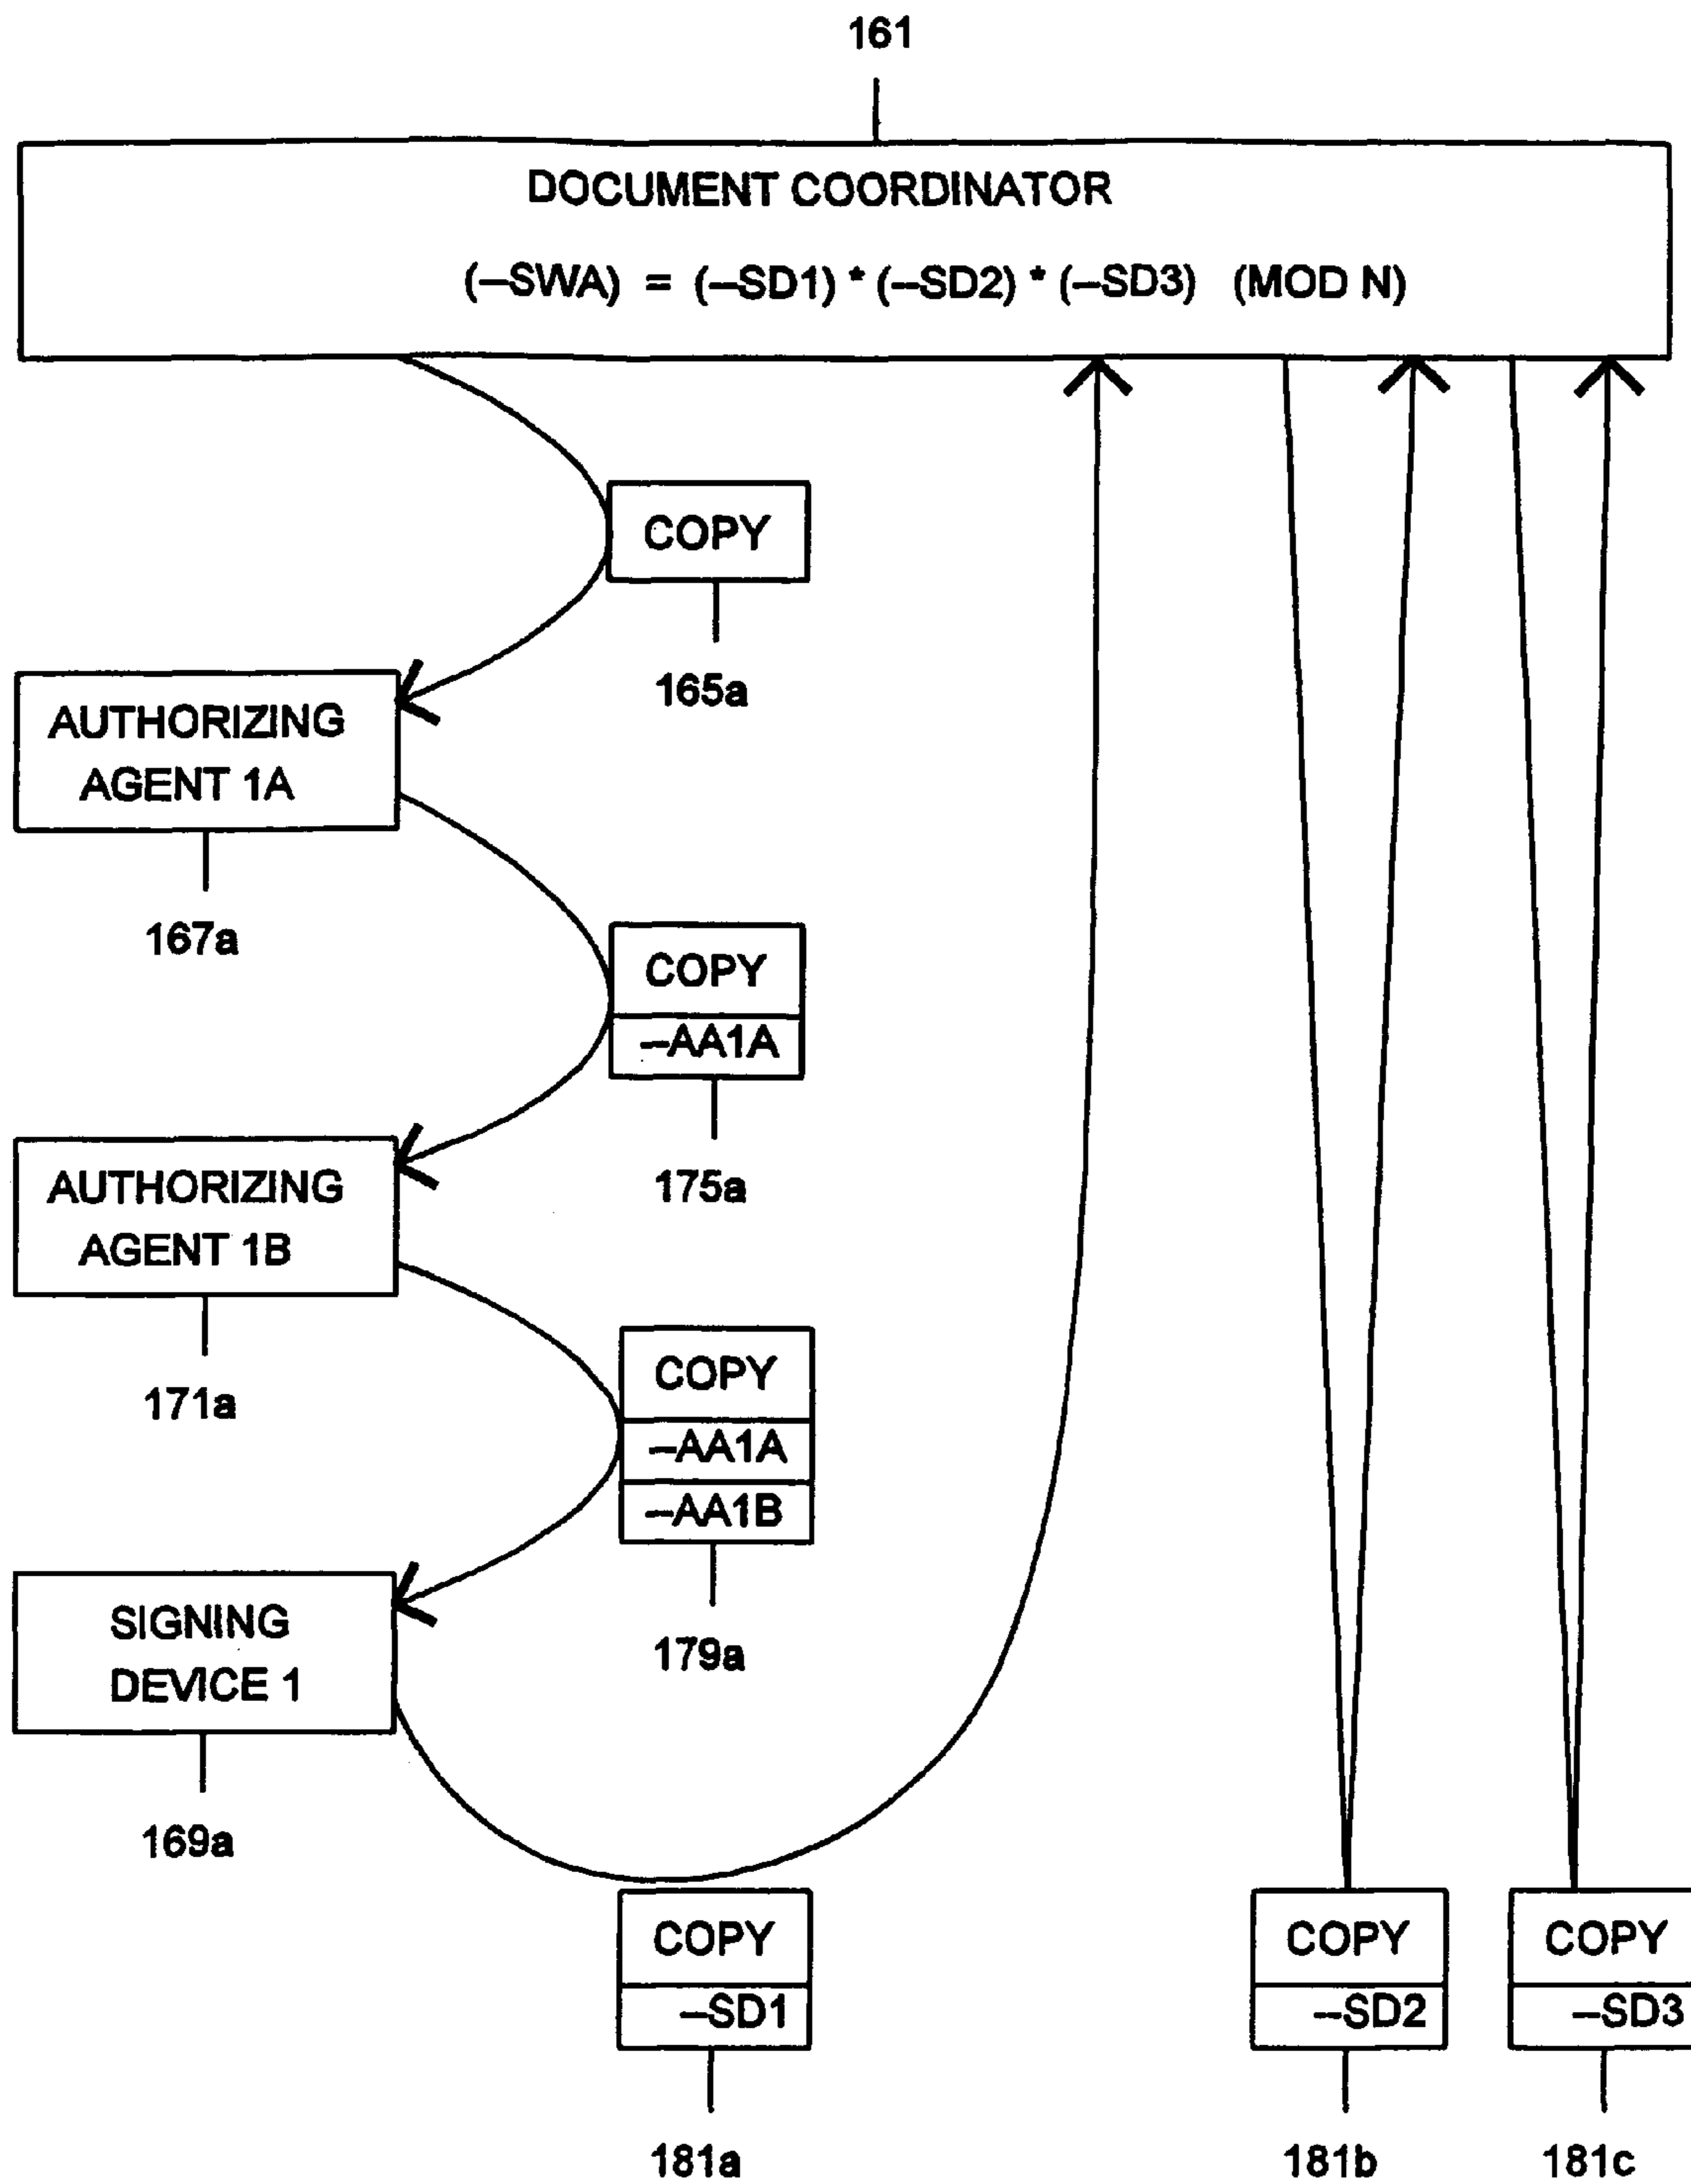 161
DOCUMENT COORDINATOR
(–SWA) = (–SD1) * (–SD2) * (–SD3) (MOD N)
COPY
165a
AUTHORIZING
AGENT 1A
167a
COPY
–AA1A
175a
AUTHORIZING
AGENT 1B
171a
COPY
–AA1A
–AA1B
179a
SIGNING
DEVICE 1
169a
COPY
–SD1
181a
COPY
–SD2
181b
COPY
–SD3
181c